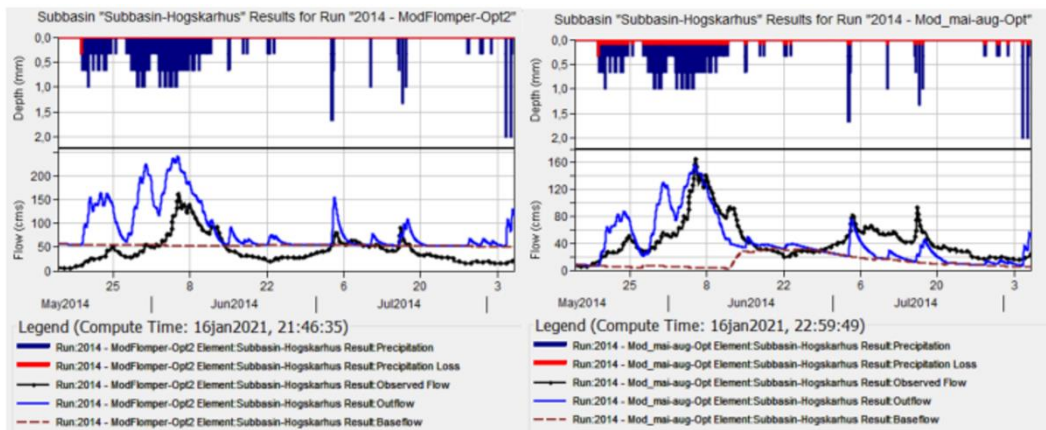 Subbasin "Subbasin-Hogskarhus" Results for Run "2014 - ModFlomper-Opt2"
0,0
0,5
1,0
1,5
2,0
Depth (mm)
200
150
100
50
0
Flow (cms)
25
8
22
6
20
3
May2014
Jun2014
Jul2014
Legend (Compute Time: 16jan2021, 21:46:35)
Run:2014 - ModFlomper-Opt2 Element:Subbasin-Hogskarhus Result:Precipitation
Run:2014 - ModFlomper-Opt2 Element:Subbasin-Hogskarhus Result:Precipitation Loss
Run:2014 - ModFlomper-Opt2 Element:Subbasin-Hogskarhus Result:Observed Flow
Run:2014 - ModFlomper-Opt2 Element:Subbasin-Hogskarhus Result:Outflow
Run:2014 - ModFlomper-Opt2 Element:Subbasin-Hogskarhus Result:Baseflow
Subbasin "Subbasin-Hogskarhus" Results for Run "2014 - Mod_mai-aug-Opt"
0,0
0,5
1,0
1,5
2,0
Depth (mm)
160
120
80
40
0
Flow (cms)
25
8
22
6
20
3
May2014
Jun2014
Jul2014
Legend (Compute Time: 16jan2021, 22:59:49)
Run:2014 - Mod_mai-aug-Opt Element:Subbasin-Hogskarhus Result:Precipitation
Run:2014 - Mod_mai-aug-Opt Element:Subbasin-Hogskarhus Result:Precipitation Loss
Run:2014 - Mod_mai-aug-Opt Element:Subbasin-Hogskarhus Result:Observed Flow
Run:2014 - Mod_mai-aug-Opt Element:Subbasin-Hogskarhus Result:Outflow
Run:2014 - Mod_mai-aug-Opt Element:Subbasin-Hogskarhus Result:Baseflow